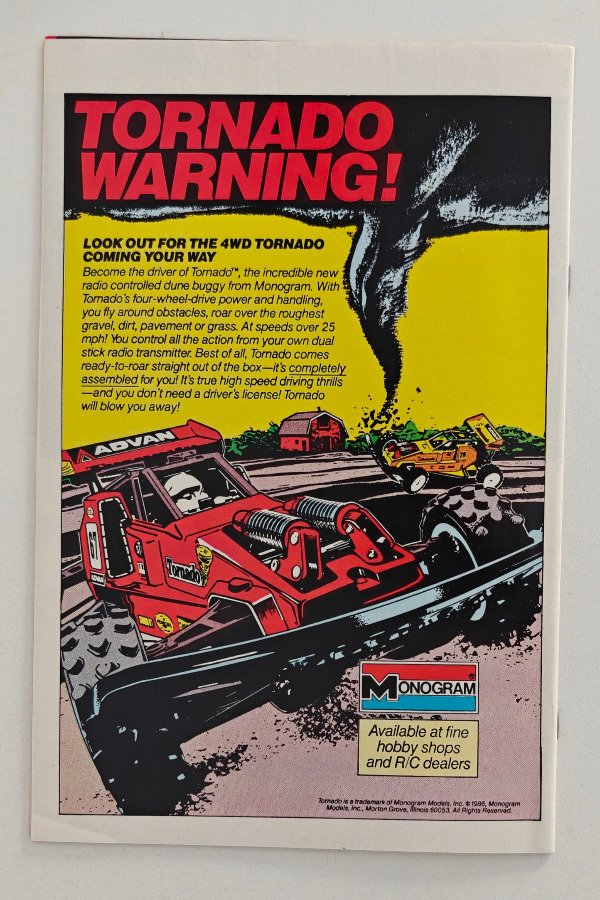 TORNADO
WARNING!
LOOK OUT FOR THE 4WD TORNADO
COMING YOUR WAY
Become the driver of Tornado™, the incredible new
radio controlled dune buggy from Monogram. With
Tornado's four-wheel-drive power and handling,
you fly around obstacles, roar over the roughest
gravel, dirt, pavement or grass. At speeds over 25
mph! You control all the action from your own dual
stick radio transmitter. Best of all, Tornado comes
ready-to-roar straight out of the box—it's completely
assembled for you! It's true high speed driving thrills
—and you don't need a driver's license! Tornado
will blow you away!
ADVAN
67
ADVAN
Tornado
MONOGRAM®
Available at fine
hobby shops
and R/C dealers
Tornado is a trademark of Monogram Models, Inc. © 1986, Monogram
Models, Inc., Morton Grove, Illinois 60053. All Rights Reserved.